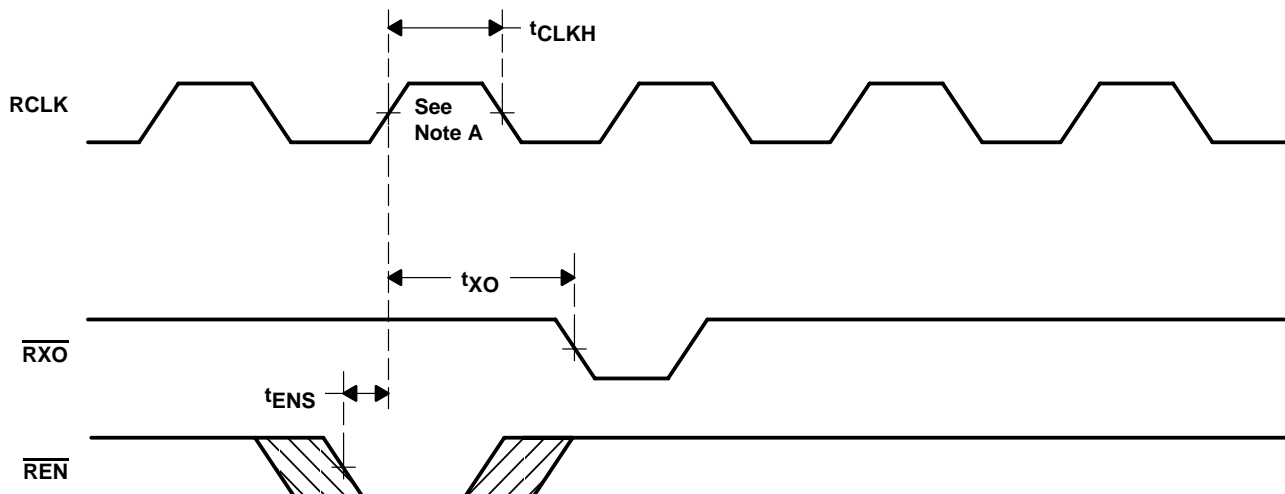 tCLKH
RCLK
See
Note A
tXO
RXO
tENS
REN